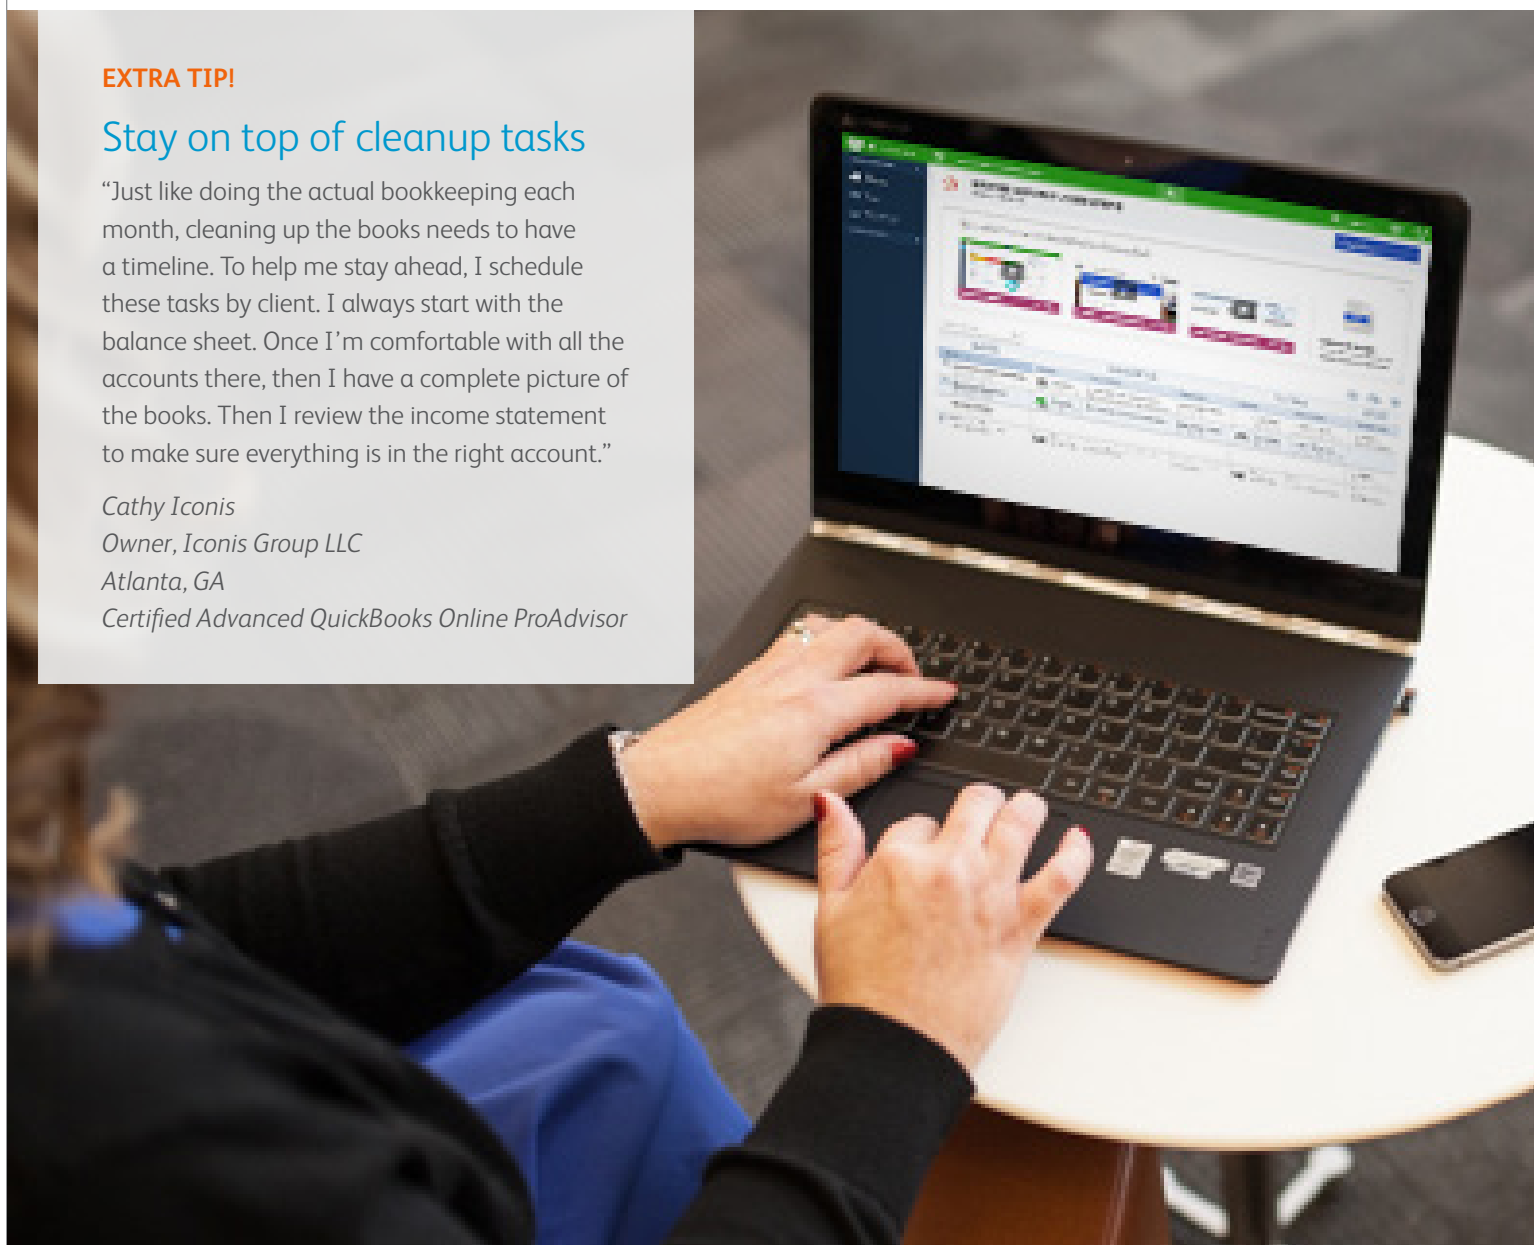 EXTRA TIP!
Stay on top of cleanup tasks
“Just like doing the actual bookkeeping each
month, cleaning up the books needs to have
a timeline. To help me stay ahead, I schedule
these tasks by client. I always start with the
balance sheet. Once I’m comfortable with all the
accounts there, then I have a complete picture of
the books. Then I review the income statement
to make sure everything is in the right account.”
Cathy Iconis
Owner, Iconis Group LLC
Atlanta, GA
Certified Advanced QuickBooks Online ProAdvisor